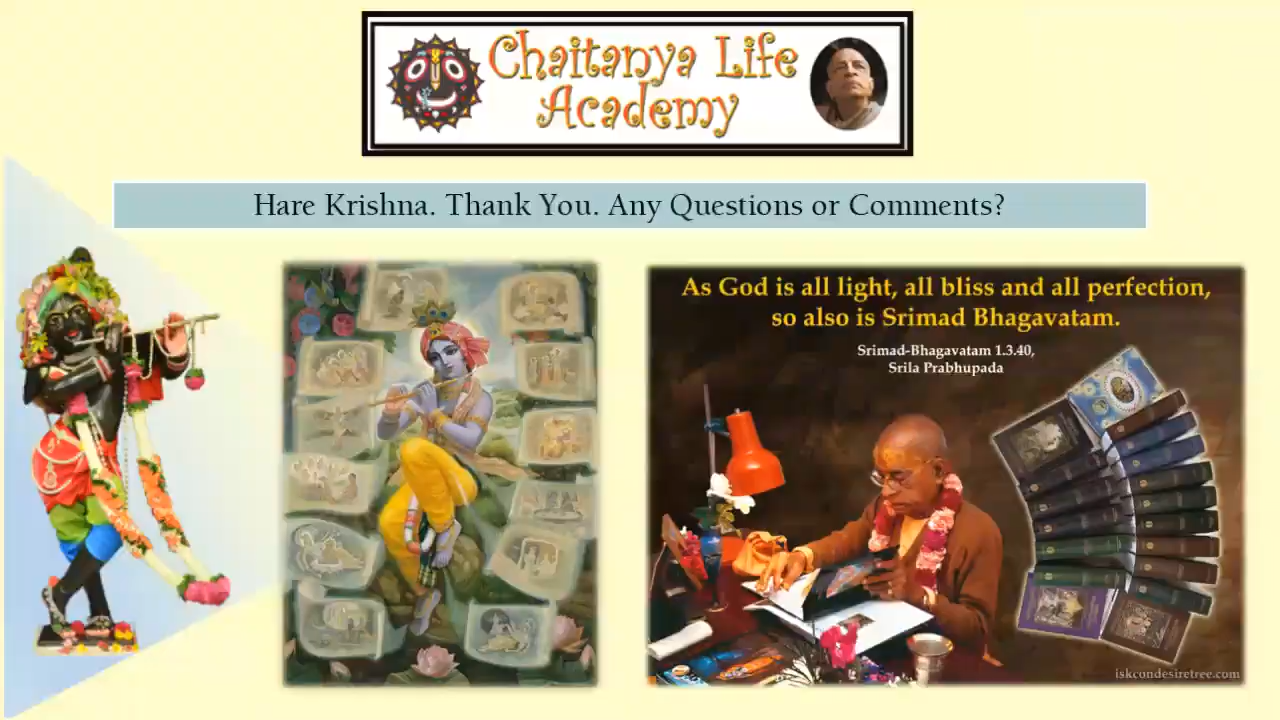 Chaitanya Life
Academy
Hare Krishna. Thank You. Any Questions or Comments?
As God is all light, all bliss and all perfection,
so also is Srimad Bhagavatam.
Srimad-Bhagavatam 1.3.40,
Srila Prabhupada
iskcondesiretree.com